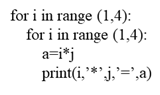 for i in range (1,4):
for i in range (1,4):
a=i*j
print(i,’*’,j,’=’,a)